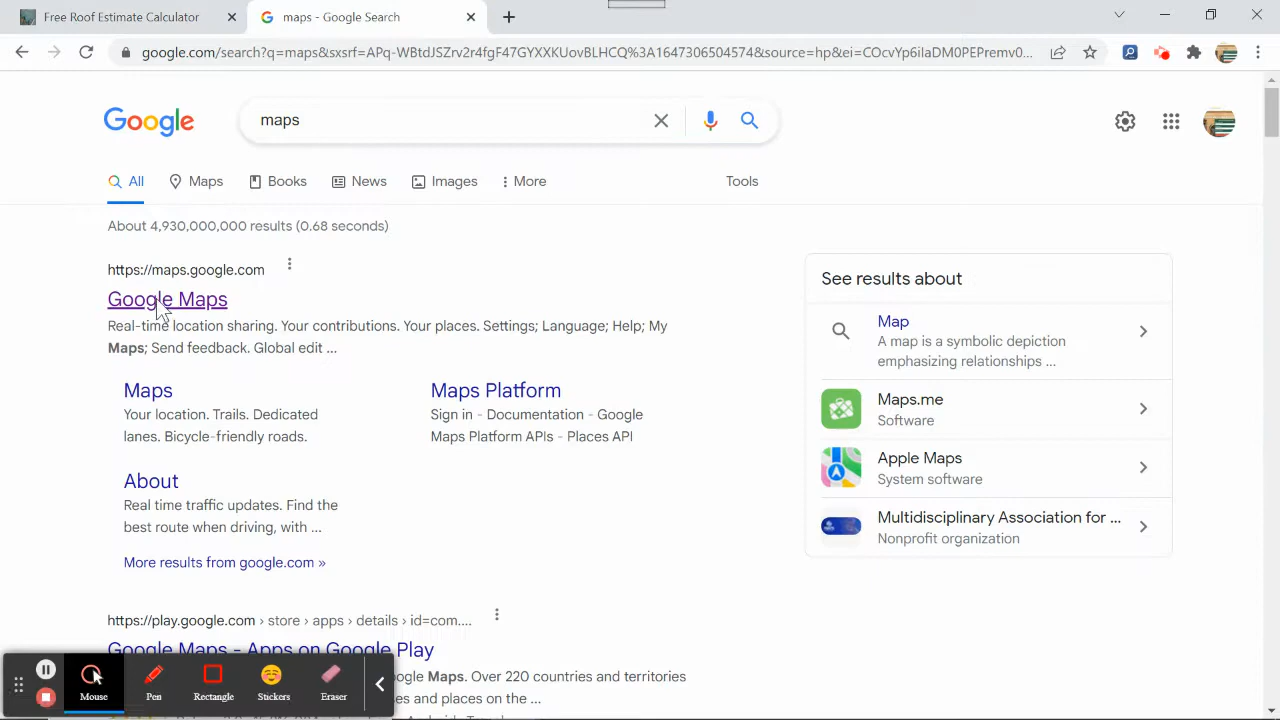 Free Roof Estimate Calculator
maps - Google Search
google.com/search?q=maps&sxsrf=APq-WBtdJSZrv2r4fgF47GYXXKUovBLHCQ%3A1647306504574&source=hp&ei=COcvYp6iIaDM0PEPremv0...
Google
maps
All
Maps
Books
News
Images
More
Tools
About 4,930,000,000 results (0.68 seconds)
https://maps.google.com
Google Maps
Real-time location sharing. Your contributions. Your places. Settings; Language; Help; My
Maps; Send feedback. Global edit ...
Maps
Your location. Trails. Dedicated
lanes. Bicycle-friendly roads.
Maps Platform
Sign in - Documentation - Google
Maps Platform APIs - Places API
About
Real time traffic updates. Find the
best route when driving, with ...
More results from google.com »
https://play.google.com › store › apps › details › id=com....
Google Maps - Apps on Google Play
gle Maps. Over 220 countries and territories
ses and places on the ...
See results about
Map
A map is a symbolic depiction
emphasizing relationships ...
Maps.me
Software
Apple Maps
System software
Multidisciplinary Association for ...
Nonprofit organization
Mouse
Pen
Rectangle
Stickers
Eraser